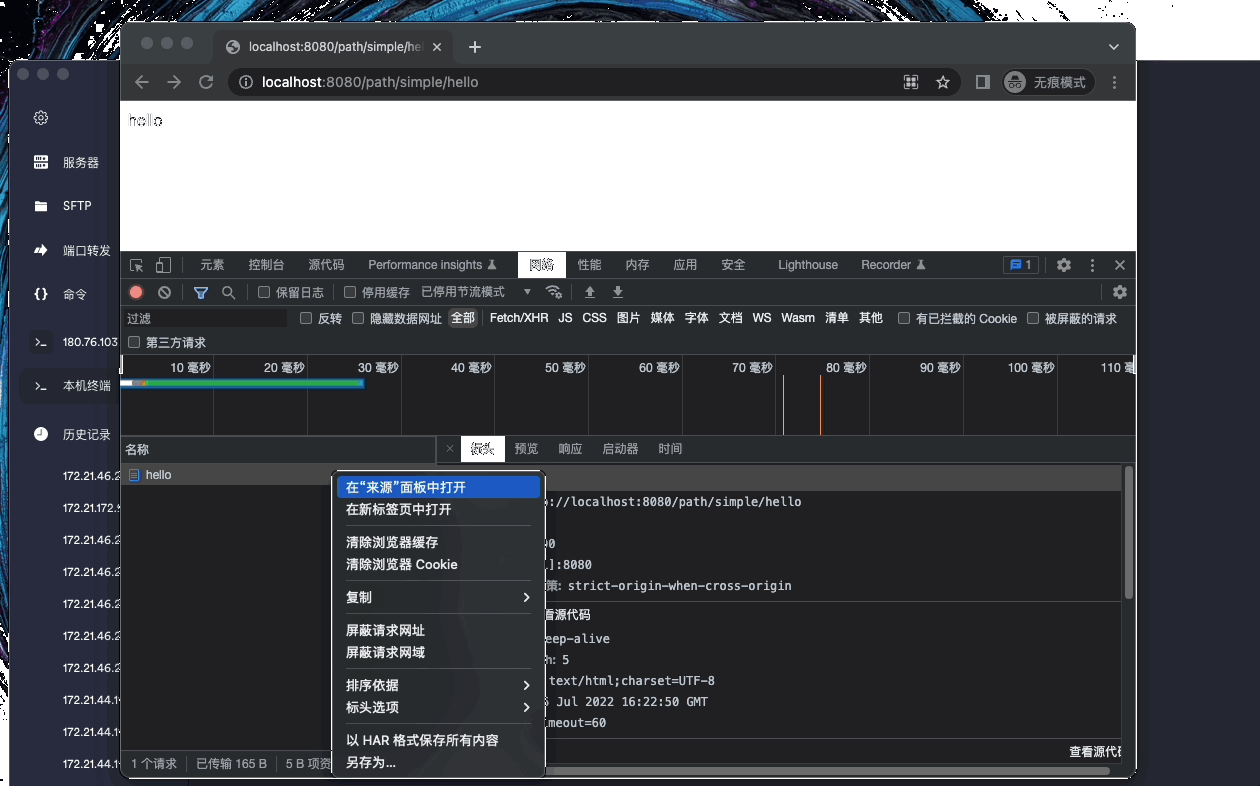 localhost:8080/path/simple/hel
localhost:8080/path/simple/hello
无痕模式
hello
服务器
SFTP
端口转发
命令
180.76.103
本机终端
历史记录
172.21.46.2
172.21.172.
172.21.46.2
172.21.46.2
172.21.46.2
172.21.46.2
172.21.46.2
172.21.44.1
172.21.44.1
172.21.44.1
元素 控制台 源代码 Performance insights 网络 性能 内存 应用 安全 Lighthouse Recorder 1
保留日志 停用缓存 已停用节流模式
过滤 反转 隐藏数据网址 全部 Fetch/XHR JS CSS 图片 媒体 字体 文档 WS Wasm 清单 其他 有已拦截的 Cookie 被屏蔽的请求
第三方请求
10 毫秒 20 毫秒 30 毫秒 40 毫秒 50 毫秒 60 毫秒 70 毫秒 80 毫秒 90 毫秒 100 毫秒 110 毫
名称
标头 预览 响应 启动器 时间
hello
在“来源”面板中打开
在新标签页中打开
清除浏览器缓存
清除浏览器 Cookie
复制
屏蔽请求网址
屏蔽请求网域
排序依据
标头选项
以 HAR 格式保存所有内容
另存为...
://localhost:8080/path/simple/hello
]:8080
策: strict-origin-when-cross-origin
看源代码
eep-alive
h: 5
text/html;charset=UTF-8
Jul 2022 16:22:50 GMT
meout=60
查看源代码
1 个请求 已传输 165 B 5 B 项资